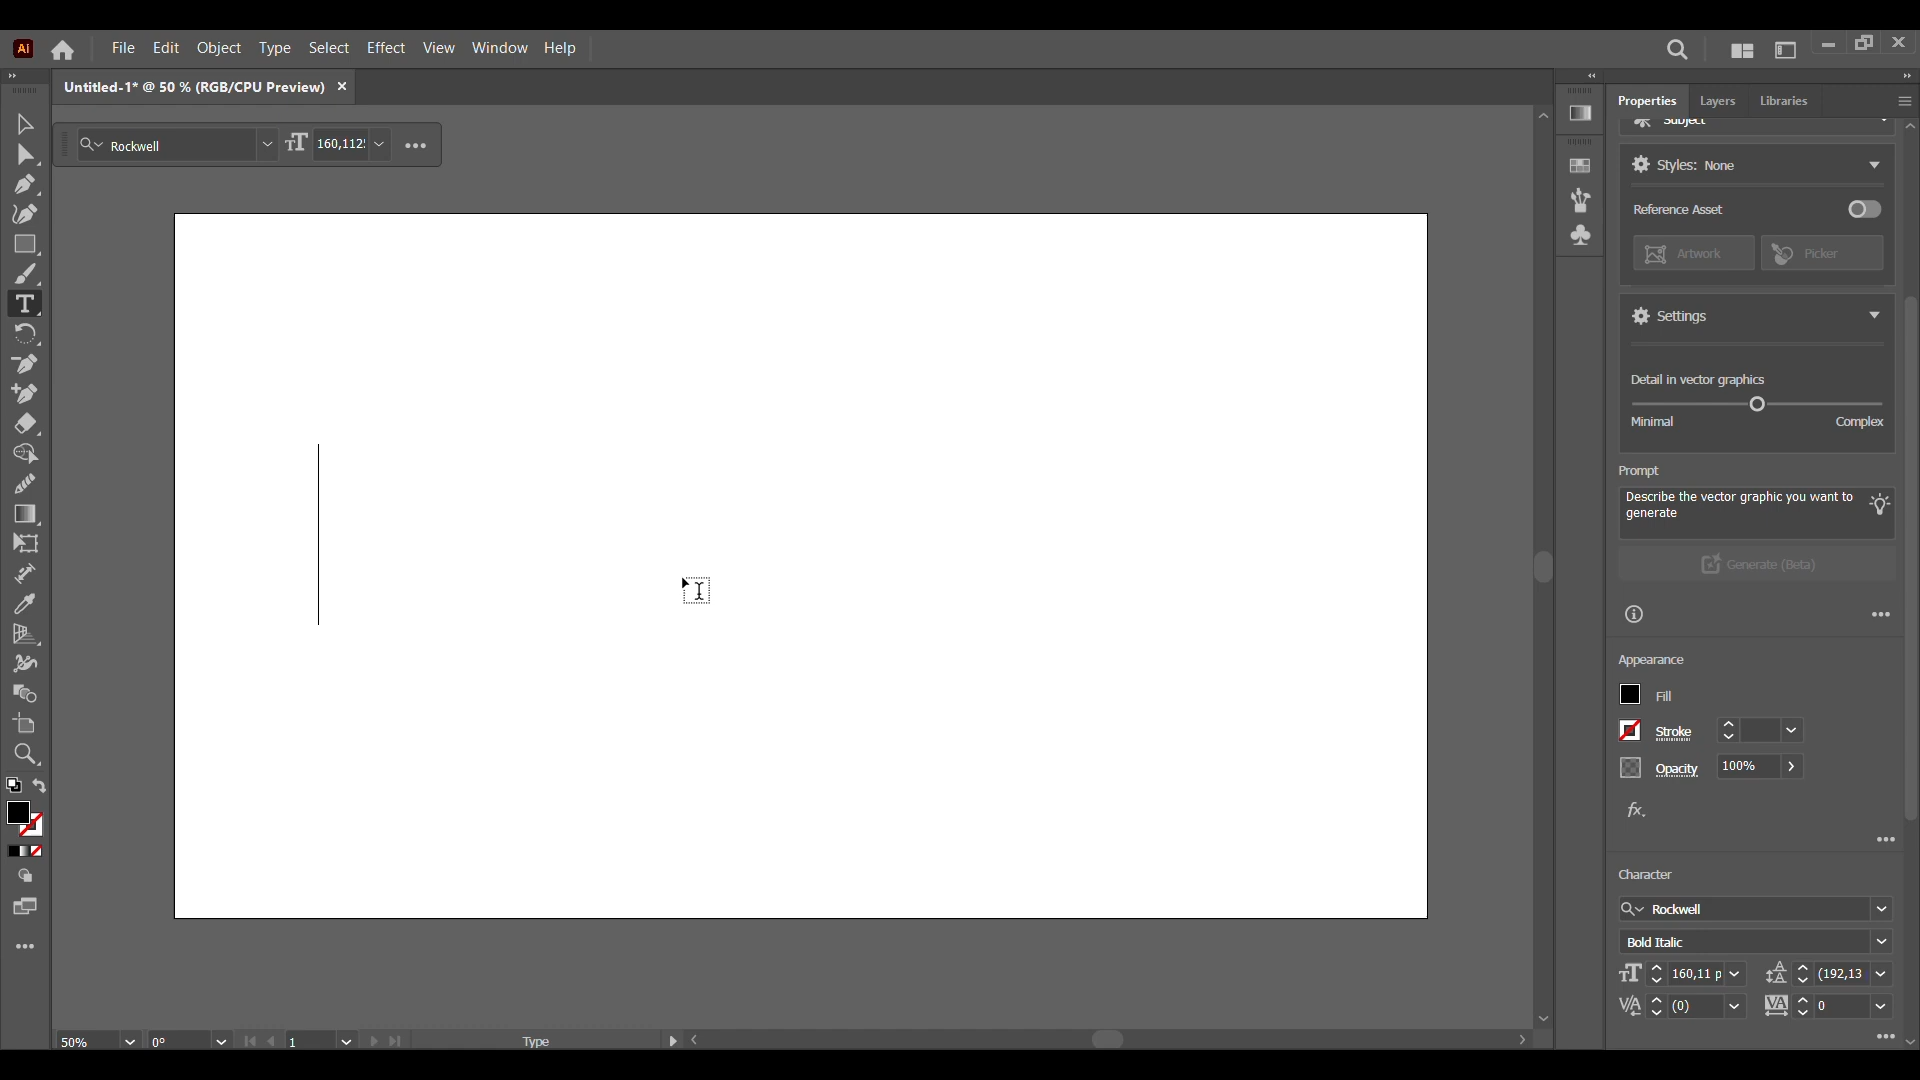 Ai File Edit Object Type Select Effect View Window Help
Untitled-1* @ 50 % (RGB/CPU Preview)
Properties Layers Libraries
Rockwell 160,112
Subject
Styles: None
Reference Asset
Artwork Picker
Settings
Detail in vector graphics
Minimal Complex
Prompt
Describe the vector graphic you want to
generate
Generate (Beta)
Appearance
Fill
Stroke
Opacity 100%
fx
Character
Rockwell
Bold Italic
160,11 p (192,13
(0) 0
50% 0° 1 Type